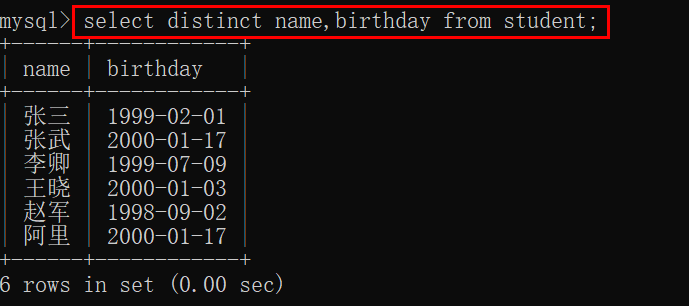 mysql> select distinct name,birthday from student;
+------+------------+
| name | birthday   |
+------+------------+
| 张三 | 1999-02-01 |
| 张武 | 2000-01-17 |
| 李卿 | 1999-07-09 |
| 王晓 | 2000-01-03 |
| 赵军 | 1998-09-02 |
| 阿里 | 2000-01-17 |
+------+------------+
6 rows in set (0.00 sec)